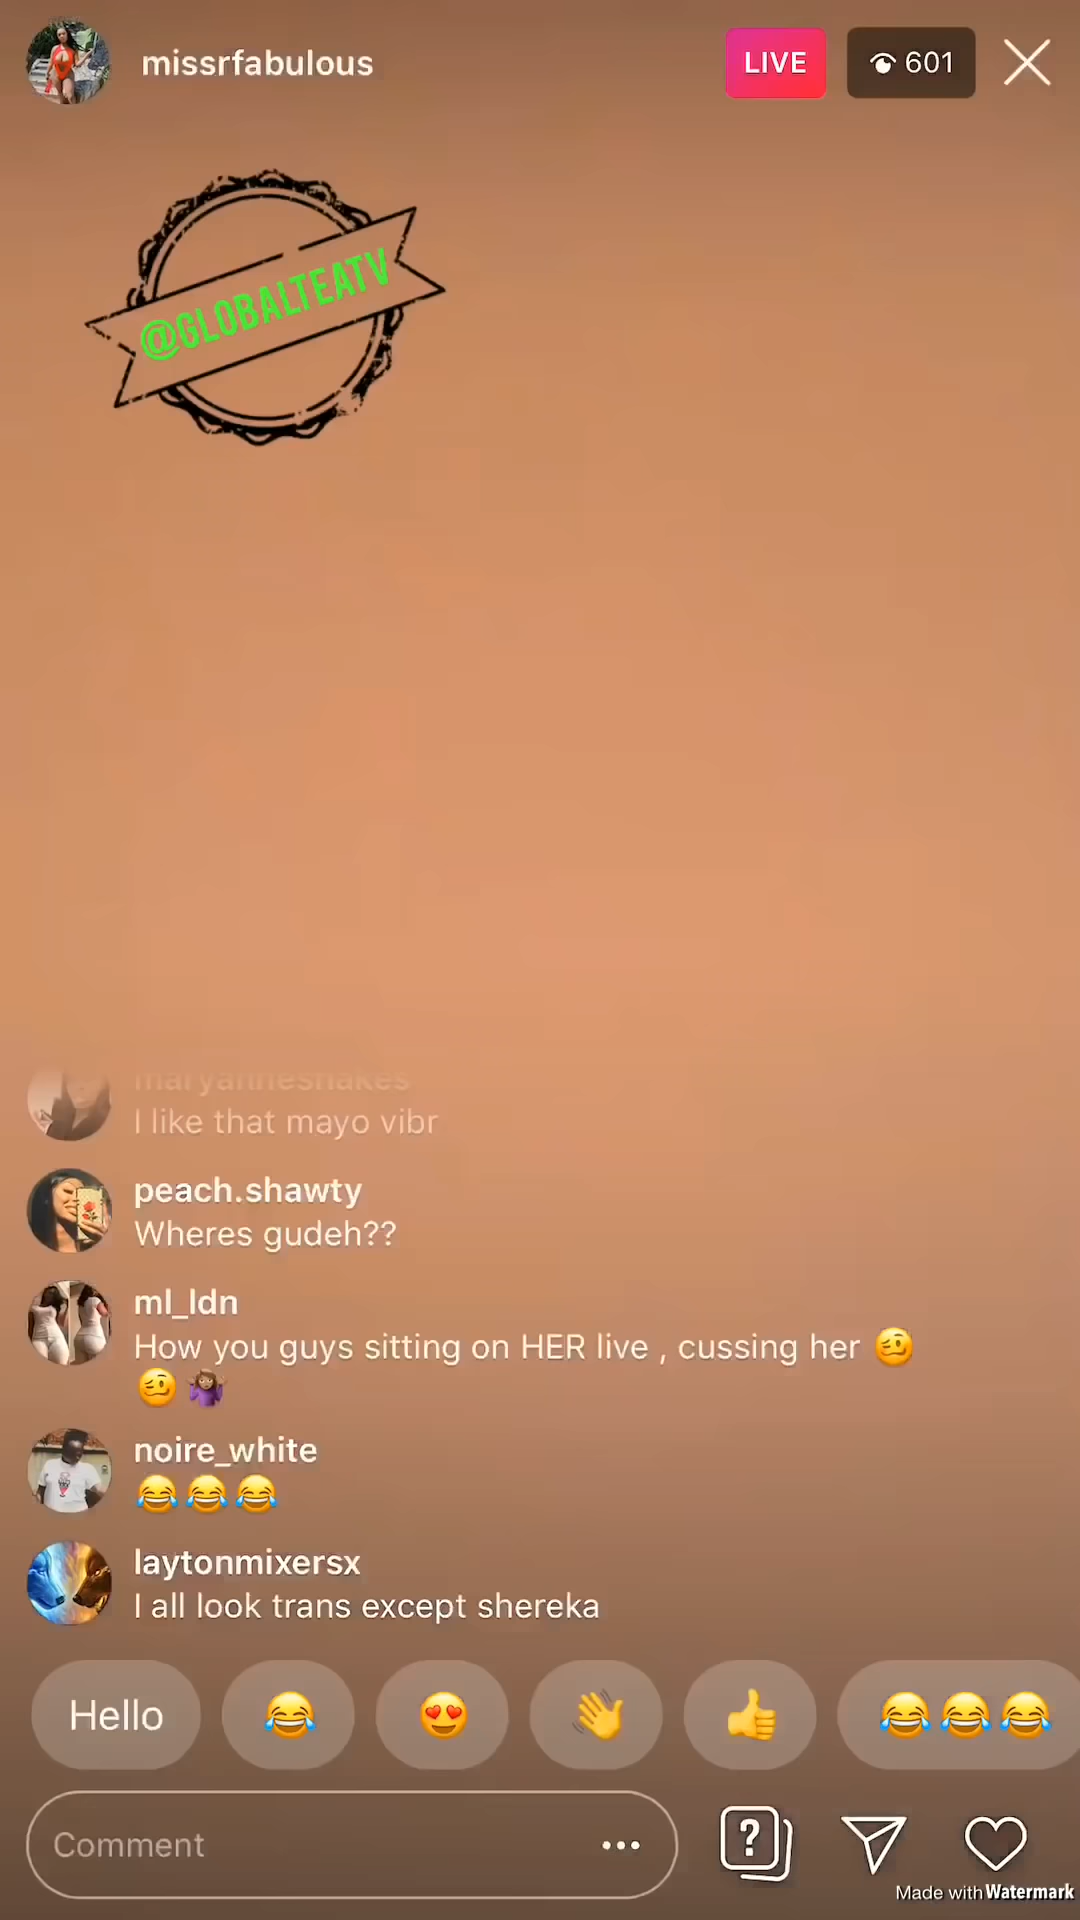 missrfabulous
LIVE
601
@GLOBALTEATV
maryanneshakes
I like that mayo vibr
peach.shawty
Wheres gudeh??
ml_ldn
How you guys sitting on HER live , cussing her 🥴
🥴 🤷🏽‍♀️
noire_white
😂 😂 😂
laytonmixersx
I all look trans except shereka
Hello 😂 😍 👋 👍 😂 😂 😂
Comment
Made with Watermark